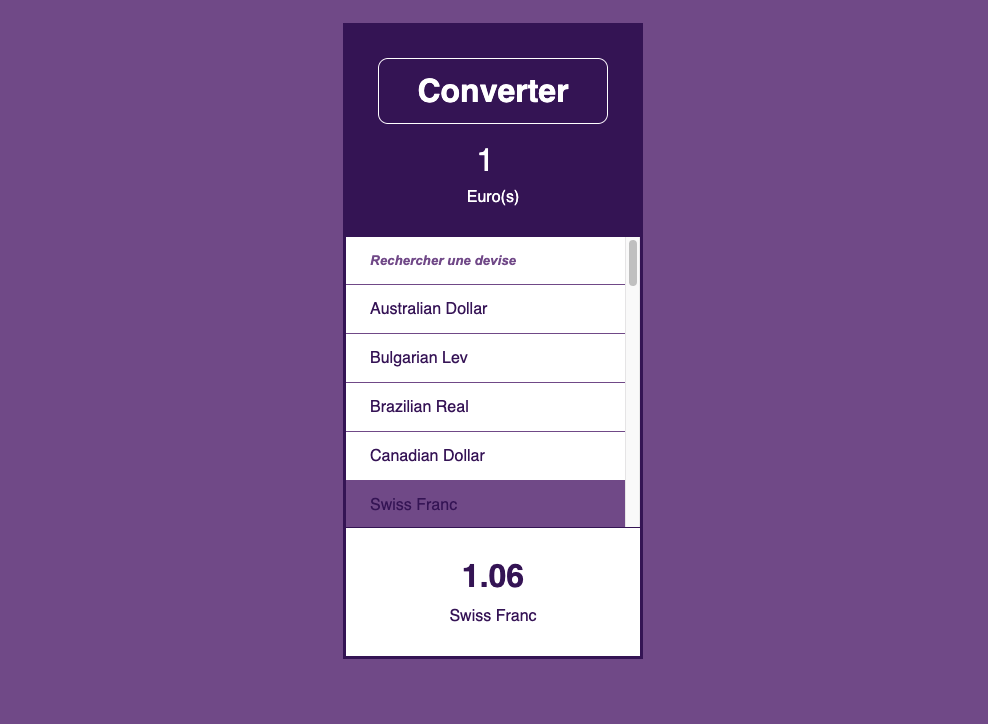 Converter
1
Euro(s)
Rechercher une devise
Australian Dollar
Bulgarian Lev
Brazilian Real
Canadian Dollar
Swiss Franc
1.06
Swiss Franc